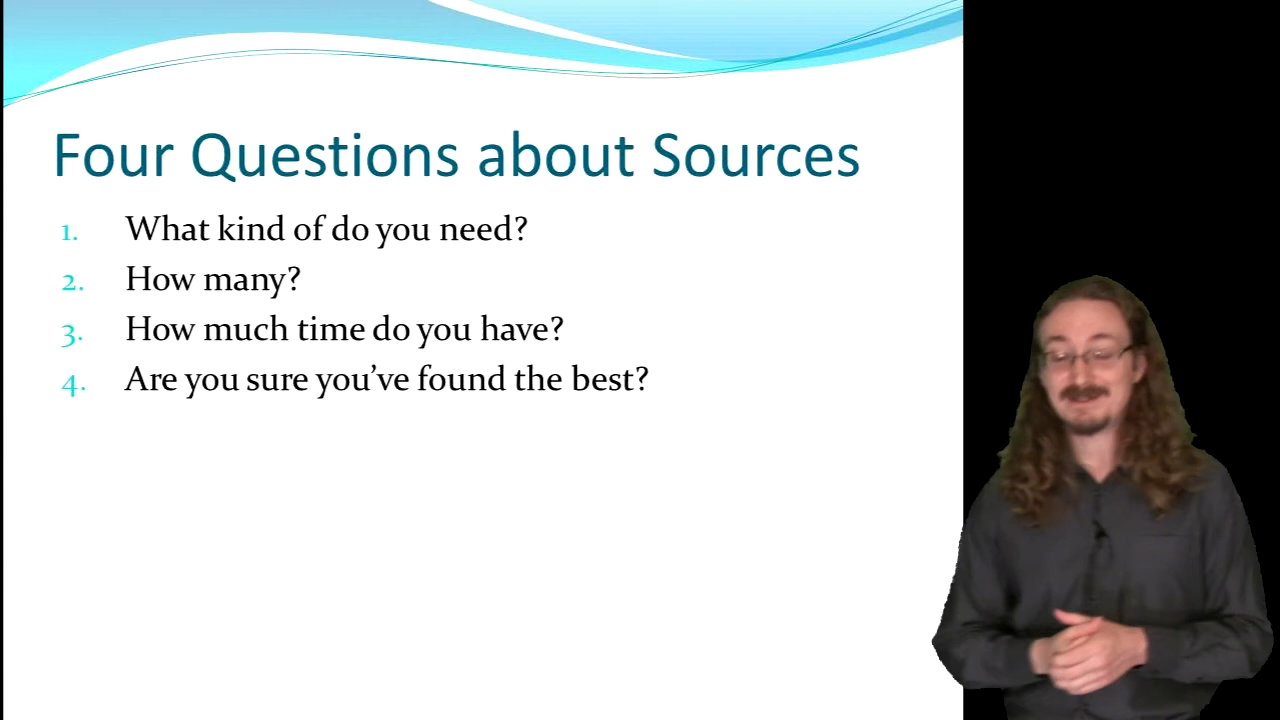 Four Questions about Sources
1. What kind of do you need?
2. How many?
3. How much time do you have?
4. Are you sure you’ve found the best?